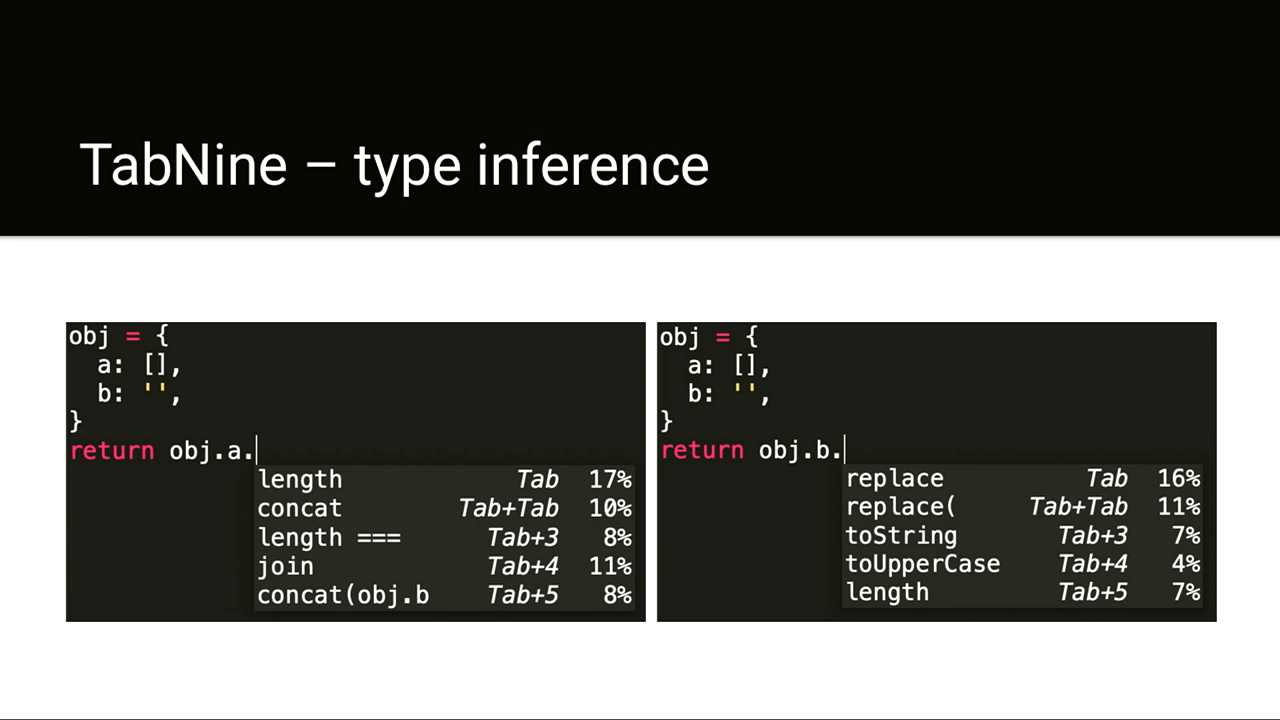 TabNine – type inference
obj = {
  a: [],
  b: '',
}
return obj.a.
length Tab 17%
concat Tab+Tab 10%
length === Tab+3 8%
join Tab+4 11%
concat(obj.b Tab+5 8%
obj = {
  a: [],
  b: '',
}
return obj.b.
replace Tab 16%
replace( Tab+Tab 11%
toString Tab+3 7%
toUpperCase Tab+4 4%
length Tab+5 7%